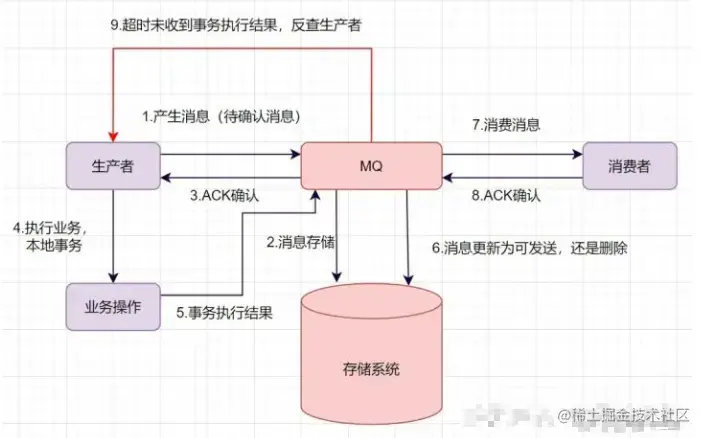 9.超时未收到事务执行结果，反查生产者
1.产生消息（待确认消息）
7.消费消息
生产者
MQ
消费者
3.ACK确认
8.ACK确认
4.执行业务，
本地事务
2.消息存储
6.消息更新为可发送，还是删除
业务操作
5.事务执行结果
存储系统
@稀土掘金技术社区